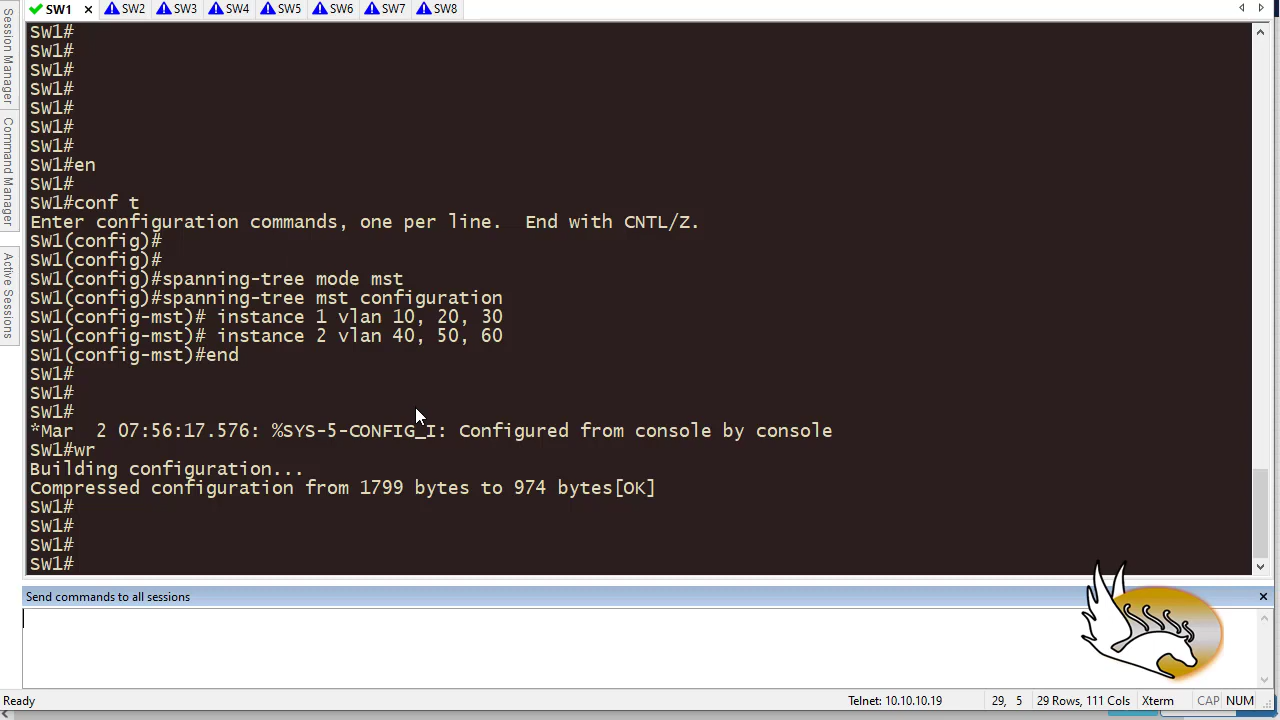 SW1
SW2
SW3
SW4
SW5
SW6
SW7
SW8
Session Manager
Command Manager
Active Sessions
SW1#
SW1#
SW1#
SW1#
SW1#
SW1#
SW1#
SW1#en
SW1#
SW1#conf t
Enter configuration commands, one per line.  End with CNTL/Z.
SW1(config)#
SW1(config)#
SW1(config)#spanning-tree mode mst
SW1(config)#spanning-tree mst configuration
SW1(config-mst)# instance 1 vlan 10, 20, 30
SW1(config-mst)# instance 2 vlan 40, 50, 60
SW1(config-mst)#end
SW1#
SW1#
SW1#
*Mar  2 07:56:17.576: %SYS-5-CONFIG_I: Configured from console by console
SW1#wr
Building configuration...
Compressed configuration from 1799 bytes to 974 bytes[OK]
SW1#
SW1#
SW1#
SW1#
Send commands to all sessions
Ready
Telnet: 10.10.10.19
29, 5
29 Rows, 111 Cols
Xterm
CAP
NUM